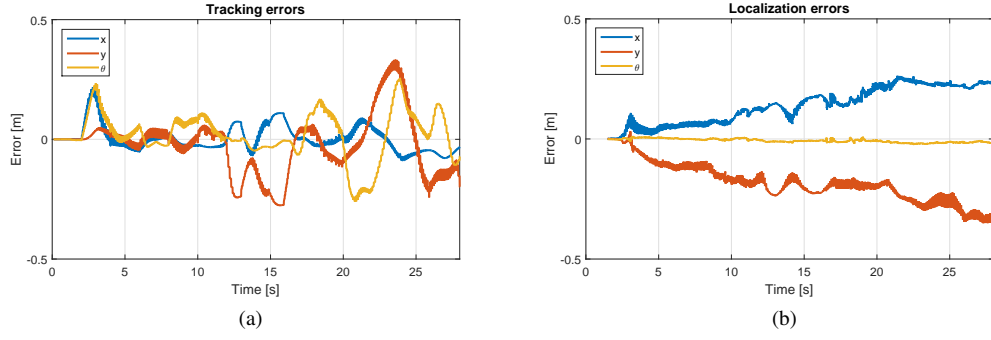 Tracking errors
0.5
0
-0.5
Error [m]
x
y
θ
0 5 10 15 20 25
Time [s]
(a)
Localization errors
0.5
0
-0.5
Error [m]
x
y
θ
0 5 10 15 20 25
Time [s]
(b)